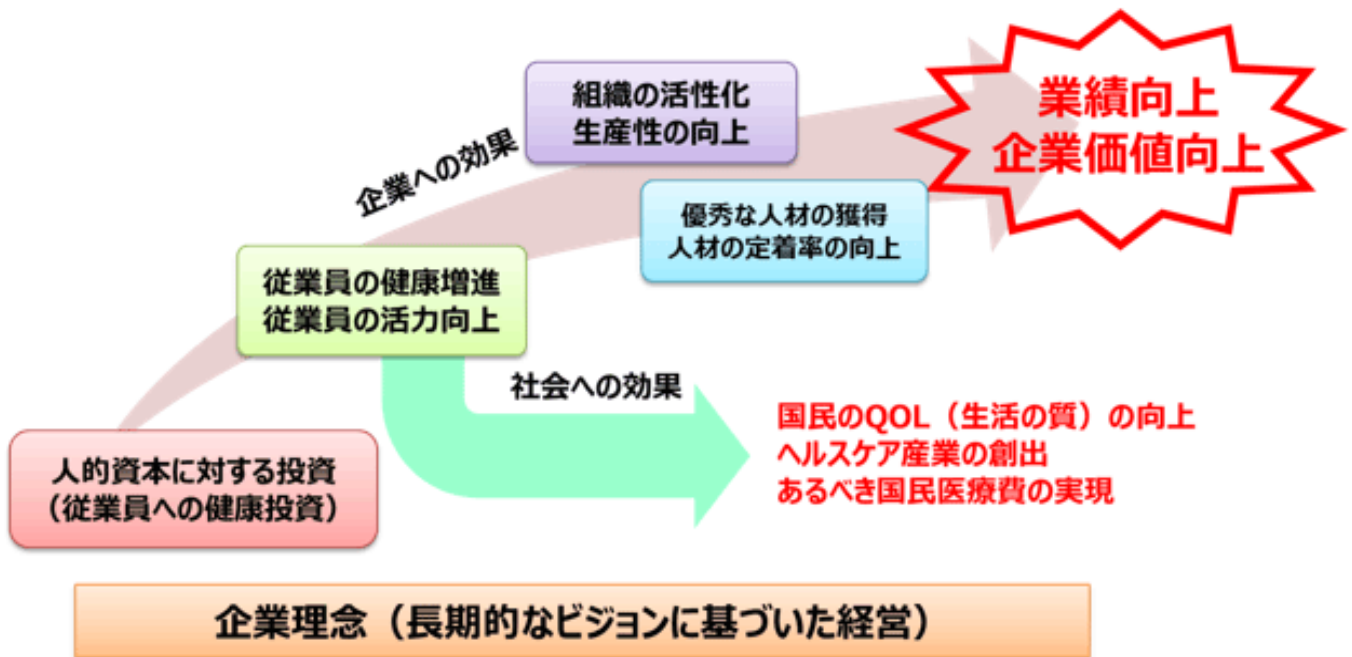 業績向上
企業価値向上
組織の活性化
生産性の向上
企業への効果
優秀な人材の獲得
人材の定着率の向上
従業員の健康増進
従業員の活力向上
社会への効果
国民のQOL（生活の質）の向上
ヘルスケア産業の創出
あるべき国民医療費の実現
人的資本に対する投資
（従業員への健康投資）
企業理念（長期的なビジョンに基づいた経営）